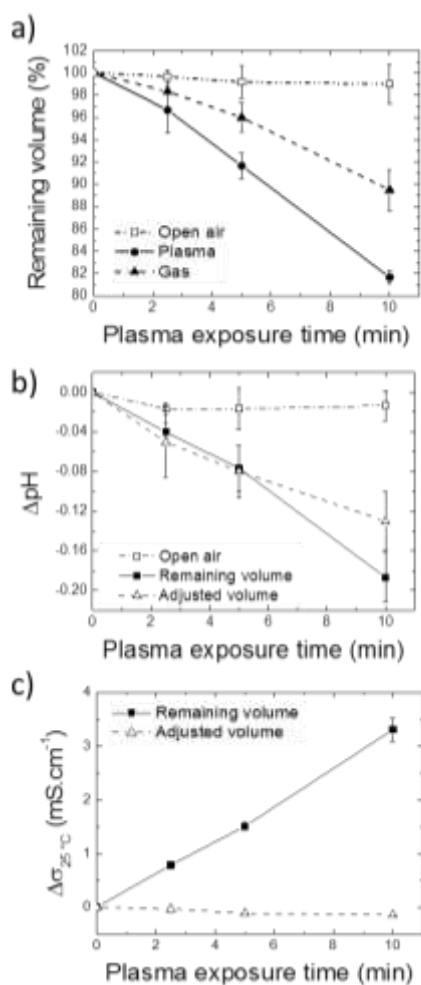 a)
Remaining volume (%)
102
100
98
96
94
92
90
88
86
84
82
80
Open air
Plasma
Gas
0 2 4 6 8 10
Plasma exposure time (min)
b)
ΔpH
0.00
-0.04
-0.08
-0.12
-0.16
-0.20
Open air
Remaining volume
Adjusted volume
0 2 4 6 8 10
Plasma exposure time (min)
c)
Δσ25 °C (mS.cm-1)
4
3
2
1
0
Remaining volume
Adjusted volume
0 2 4 6 8 10
Plasma exposure time (min)